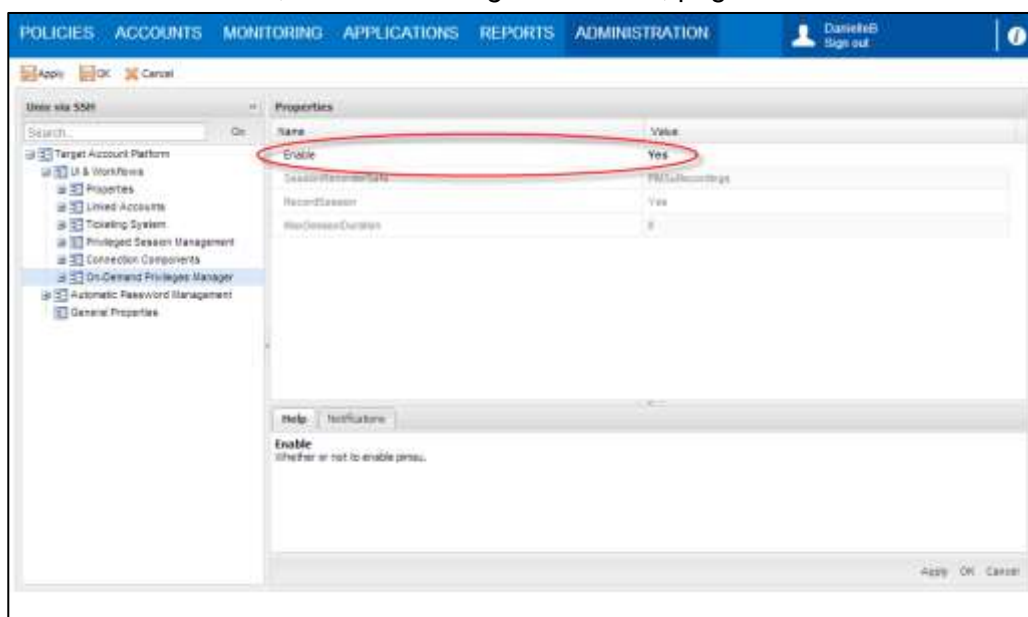 POLICIES ACCOUNTS MONITORING APPLICATIONS REPORTS ADMINISTRATION DanielleB
Sign out
Apply OK Cancel
Unix via SSH Properties
Search... Go Name Value
Target Account Platform Enable Yes
UI & Workflows SessionRecorderSafe PIMSuRecordings
Properties RecordSession Yes
Linked Accounts
Ticketing System MaxSessionDuration
Privileged Session Management
Connection Components
On-Demand Privileges Manager
Automatic Password Management
General Properties
Help Notifications
Enable
Whether or not to enable pimsu.
Apply OK Cancel